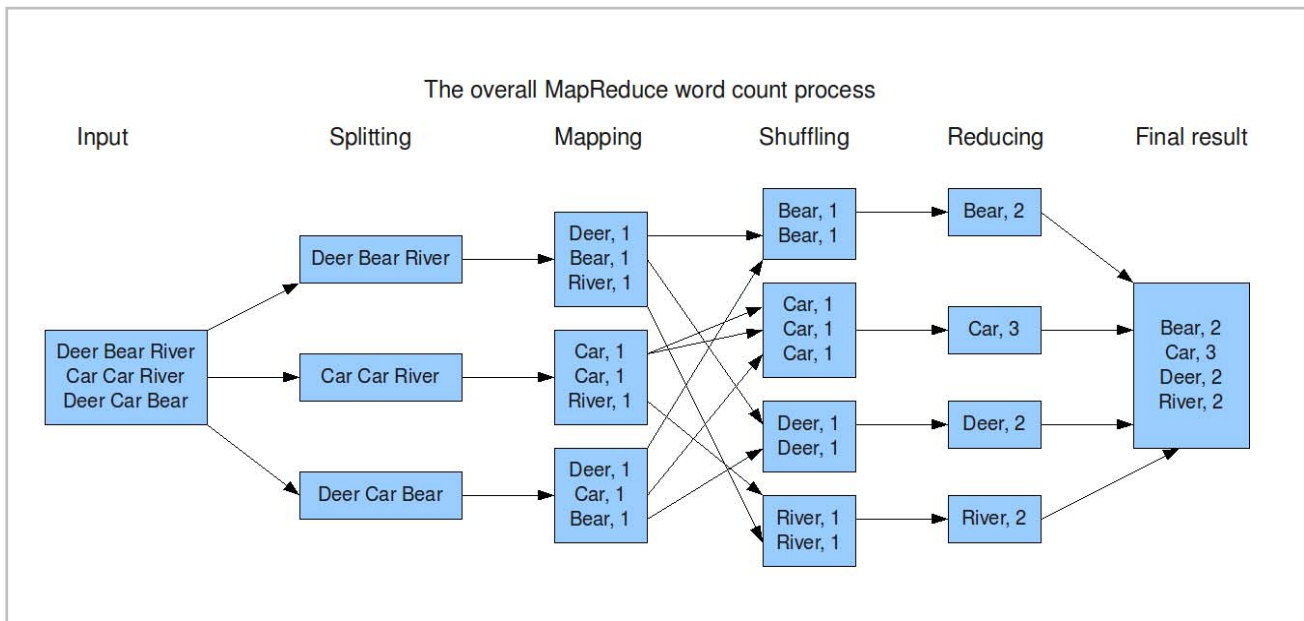 The overall MapReduce word count process
Input
Splitting
Mapping
Shuffling
Reducing
Final result
Deer Bear River
Car Car River
Deer Car Bear
Deer Bear River
Car Car River
Deer Car Bear
Deer, 1
Bear, 1
River, 1
Car, 1
Car, 1
River, 1
Deer, 1
Car, 1
Bear, 1
Bear, 1
Bear, 1
Car, 1
Car, 1
Car, 1
Deer, 1
Deer, 1
River, 1
River, 1
Bear, 2
Car, 3
Deer, 2
River, 2
Bear, 2
Car, 3
Deer, 2
River, 2